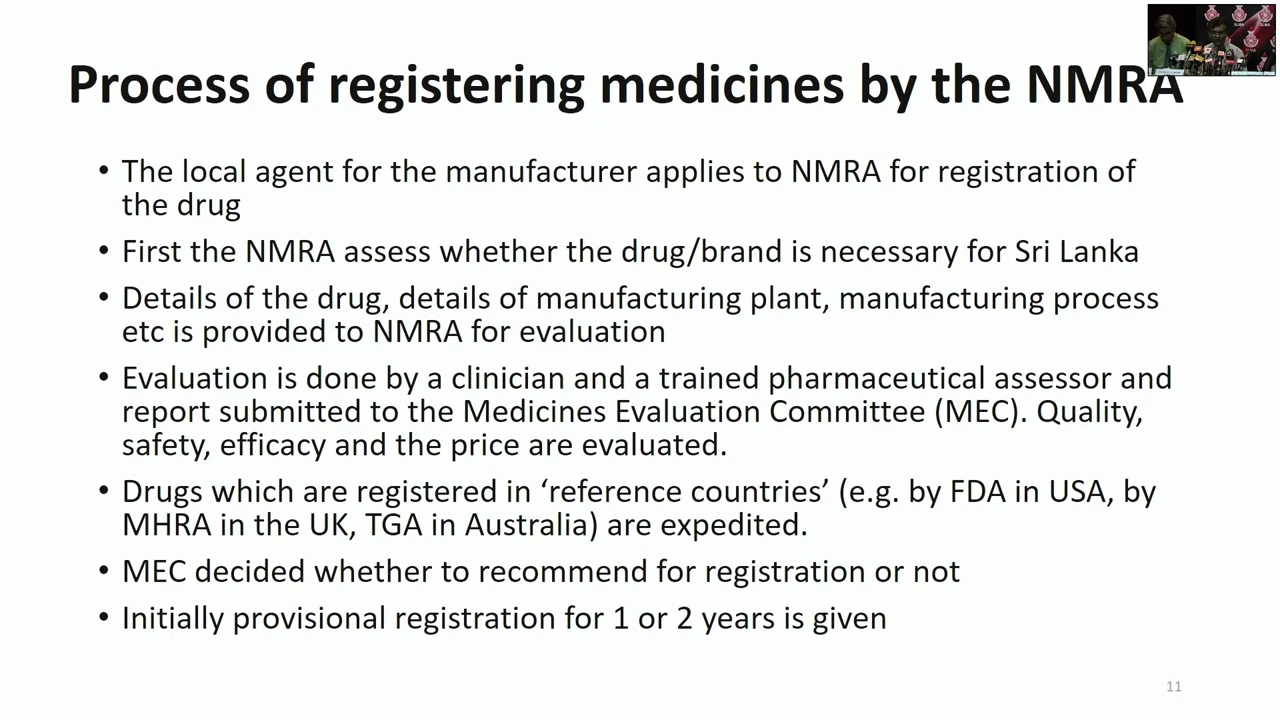 Process of registering medicines by the NMRA
• The local agent for the manufacturer applies to NMRA for registration of
the drug
• First the NMRA assess whether the drug/brand is necessary for Sri Lanka
• Details of the drug, details of manufacturing plant, manufacturing process
etc is provided to NMRA for evaluation
• Evaluation is done by a clinician and a trained pharmaceutical assessor and
report submitted to the Medicines Evaluation Committee (MEC). Quality,
safety, efficacy and the price are evaluated.
• Drugs which are registered in ‘reference countries’ (e.g. by FDA in USA, by
MHRA in the UK, TGA in Australia) are expedited.
• MEC decided whether to recommend for registration or not
• Initially provisional registration for 1 or 2 years is given
11